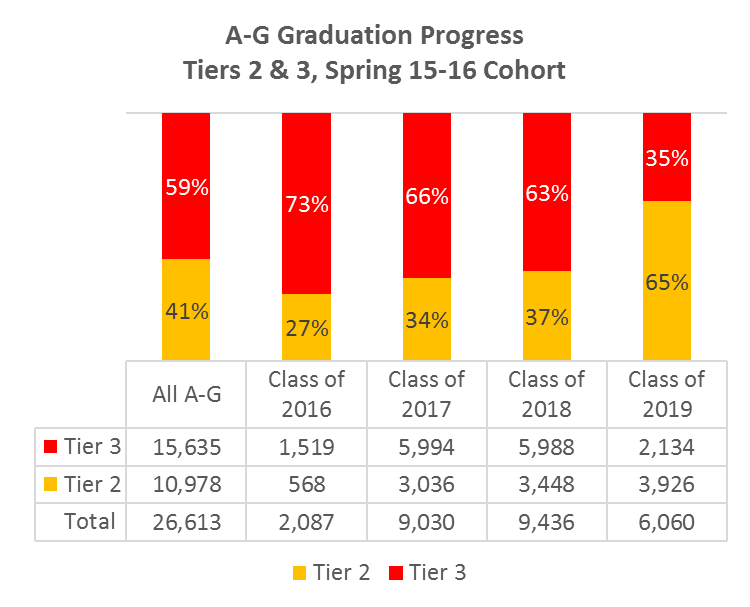 A-G Graduation Progress
Tiers 2 & 3, Spring 15-16 Cohort
59% 73% 66% 63% 35%
41% 27% 34% 37% 65%
All A-G Class of 2016 Class of 2017 Class of 2018 Class of 2019
Tier 3 15,635 1,519 5,994 5,988 2,134
Tier 2 10,978 568 3,036 3,448 3,926
Total 26,613 2,087 9,030 9,436 6,060
Tier 2 Tier 3